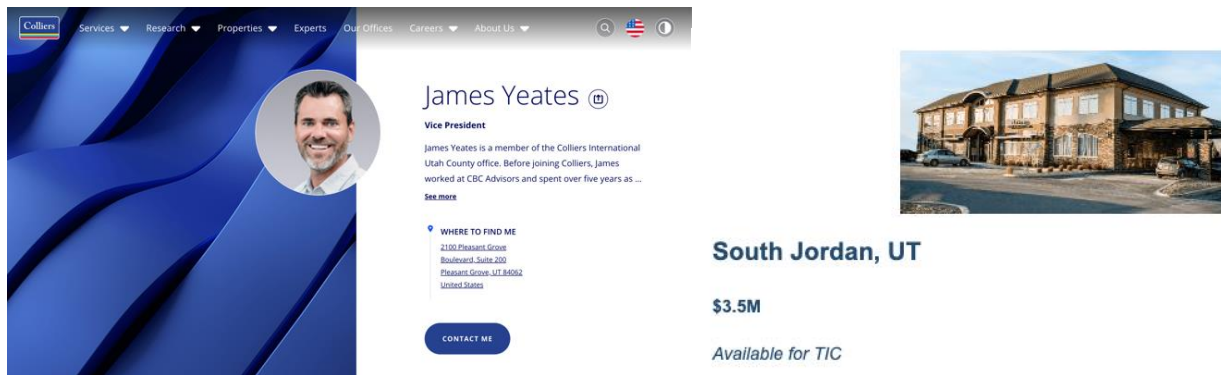 Colliers
Services Research Properties Experts Our Offices Careers About Us
James Yeates
Vice President
James Yeates is a member of the Colliers International
Utah County office. Before joining Colliers, James
worked at CBC Advisors and spent over five years as ...
See more
WHERE TO FIND ME
2100 Pleasant Grove
Boulevard, Suite 200
Pleasant Grove, UT 84062
United States
CONTACT ME
South Jordan, UT
$3.5M
Available for TIC